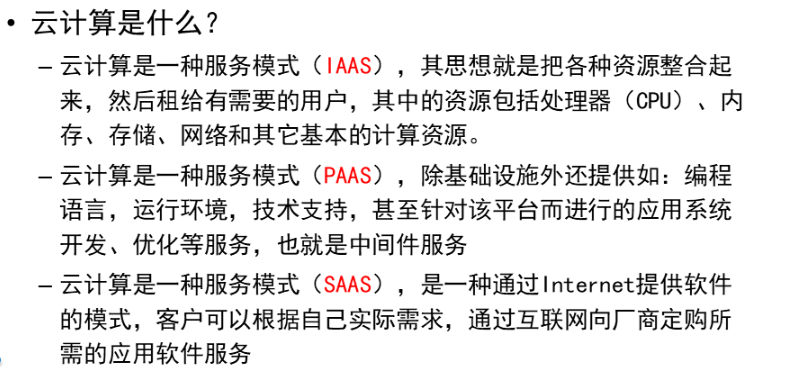 • 云计算是什么?
– 云计算是一种服务模式（IAAS），其思想就是把各种资源整合起
来，然后租给有需要的用户，其中的资源包括处理器（CPU）、内
存、存储、网络和其它基本的计算资源。
– 云计算是一种服务模式（PAAS），除基础设施外还提供如：编程
语言，运行环境，技术支持，甚至针对该平台而进行的应用系统
开发、优化等服务，也就是中间件服务
– 云计算是一种服务模式（SAAS），是一种通过Internet提供软件
的模式，客户可以根据自己实际需求，通过互联网向厂商定购所
需的应用软件服务